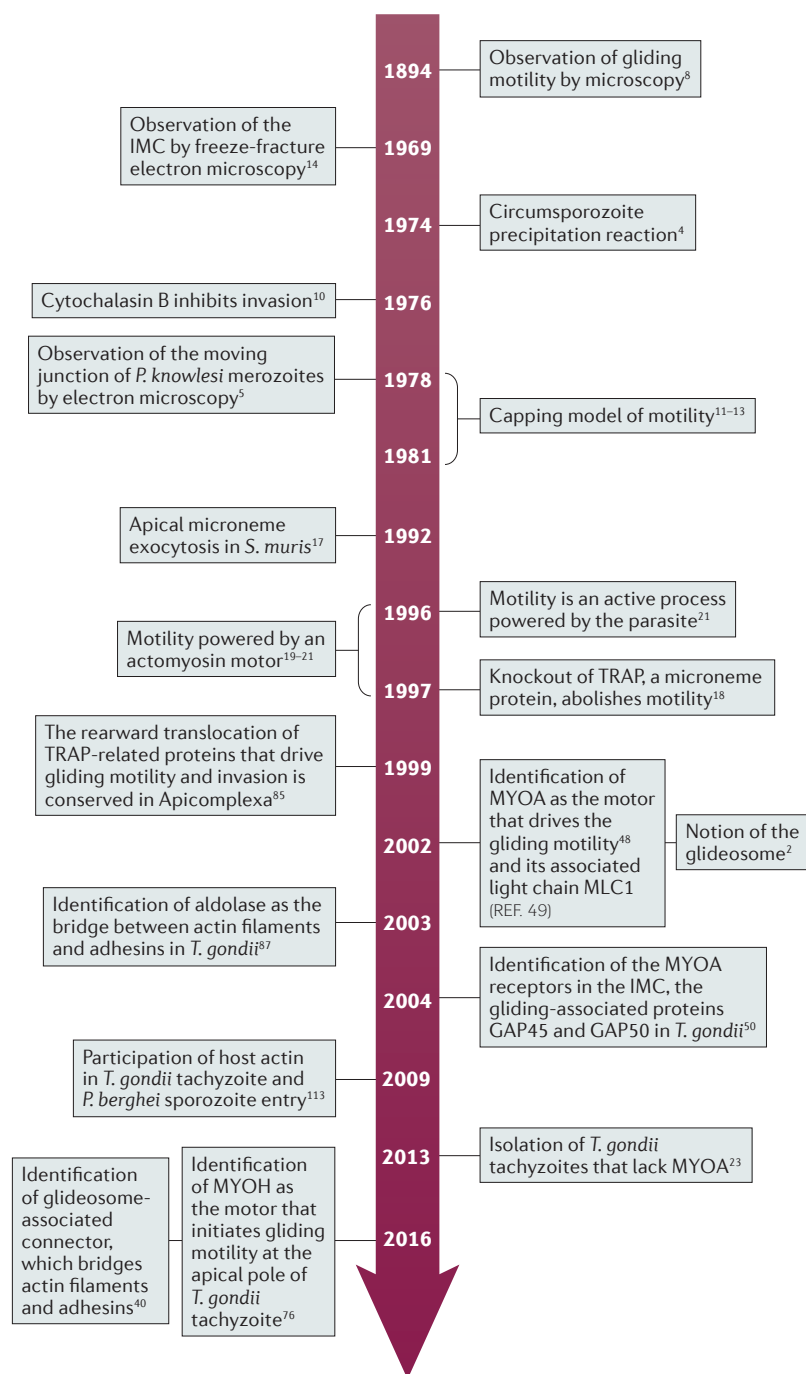 1894
Observation of gliding
motility by microscopy⁸
Observation of the
IMC by freeze-fracture
electron microscopy¹⁴
1969
1974
Circumsporozoite
precipitation reaction⁴
Cytochalasin B inhibits invasion¹⁰
1976
Observation of the moving
junction of P. knowlesi merozoites
by electron microscopy⁵
1978
Capping model of motility¹¹⁻¹³
1981
Apical microneme
exocytosis in S. muris¹⁷
1992
1996
Motility is an active process
powered by the parasite²¹
Motility powered by an
actomyosin motor¹⁹⁻²¹
1997
Knockout of TRAP, a microneme
protein, abolishes motility¹⁸
The rearward translocation of
TRAP-related proteins that drive
gliding motility and invasion is
conserved in Apicomplexa⁸⁵
1999
2002
Identification of
MYOA as the motor
that drives the
gliding motility⁴⁸
and its associated
light chain MLC1
(REF. 49)
Notion of the
glideosome²
Identification of aldolase as the
bridge between actin filaments
and adhesins in T. gondii⁸⁷
2003
2004
Identification of the MYOA
receptors in the IMC, the
gliding-associated proteins
GAP45 and GAP50 in T. gondii⁵⁰
Participation of host actin
in T. gondii tachyzoite and
P. berghei sporozoite entry¹¹³
2009
2013
Isolation of T. gondii
tachyzoites that lack MYOA²³
Identification
of glideosome-
associated
connector,
which bridges
actin filaments
and adhesins⁴⁰
Identification
of MYOH as
the motor that
initiates gliding
motility at the
apical pole of
T. gondii
tachyzoite⁷⁶
2016